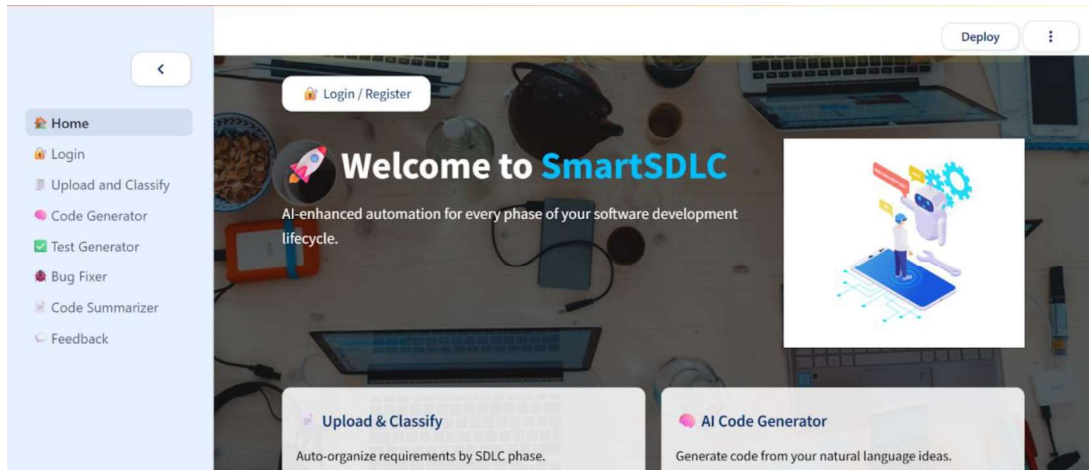 Deploy
Home
Login
Upload and Classify
Code Generator
Test Generator
Bug Fixer
Code Summarizer
Feedback
Login / Register
Welcome to SmartSDLC
AI-enhanced automation for every phase of your software development
lifecycle.
Upload & Classify
Auto-organize requirements by SDLC phase.
AI Code Generator
Generate code from your natural language ideas.